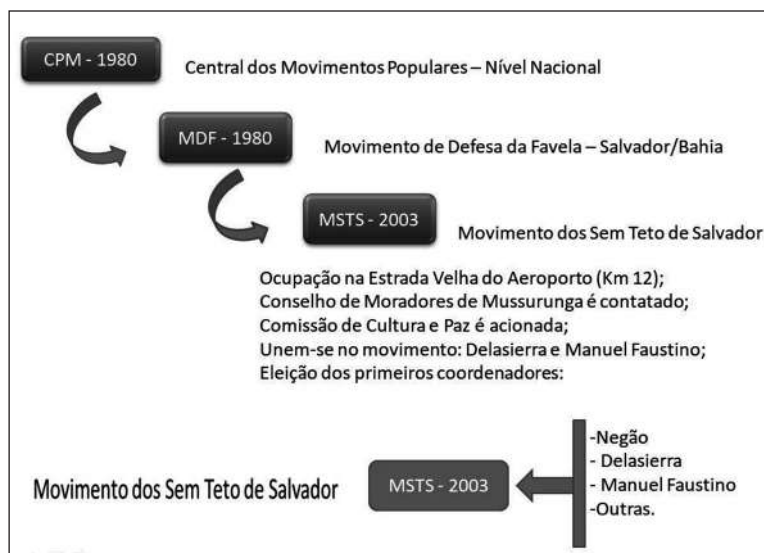 CPM - 1980
Central dos Movimentos Populares – Nível Nacional
MDF - 1980
Movimento de Defesa da Favela – Salvador/Bahia
MSTS - 2003
Movimento dos Sem Teto de Salvador
Ocupação na Estrada Velha do Aeroporto (Km 12);
Conselho de Moradores de Mussurunga é contatado;
Comissão de Cultura e Paz é acionada;
Unem-se no movimento: Delasierra e Manuel Faustino;
Eleição dos primeiros coordenadores:
-Negão
- Delasierra
- Manuel Faustino
-Outras.
Movimento dos Sem Teto de Salvador
MSTS - 2003